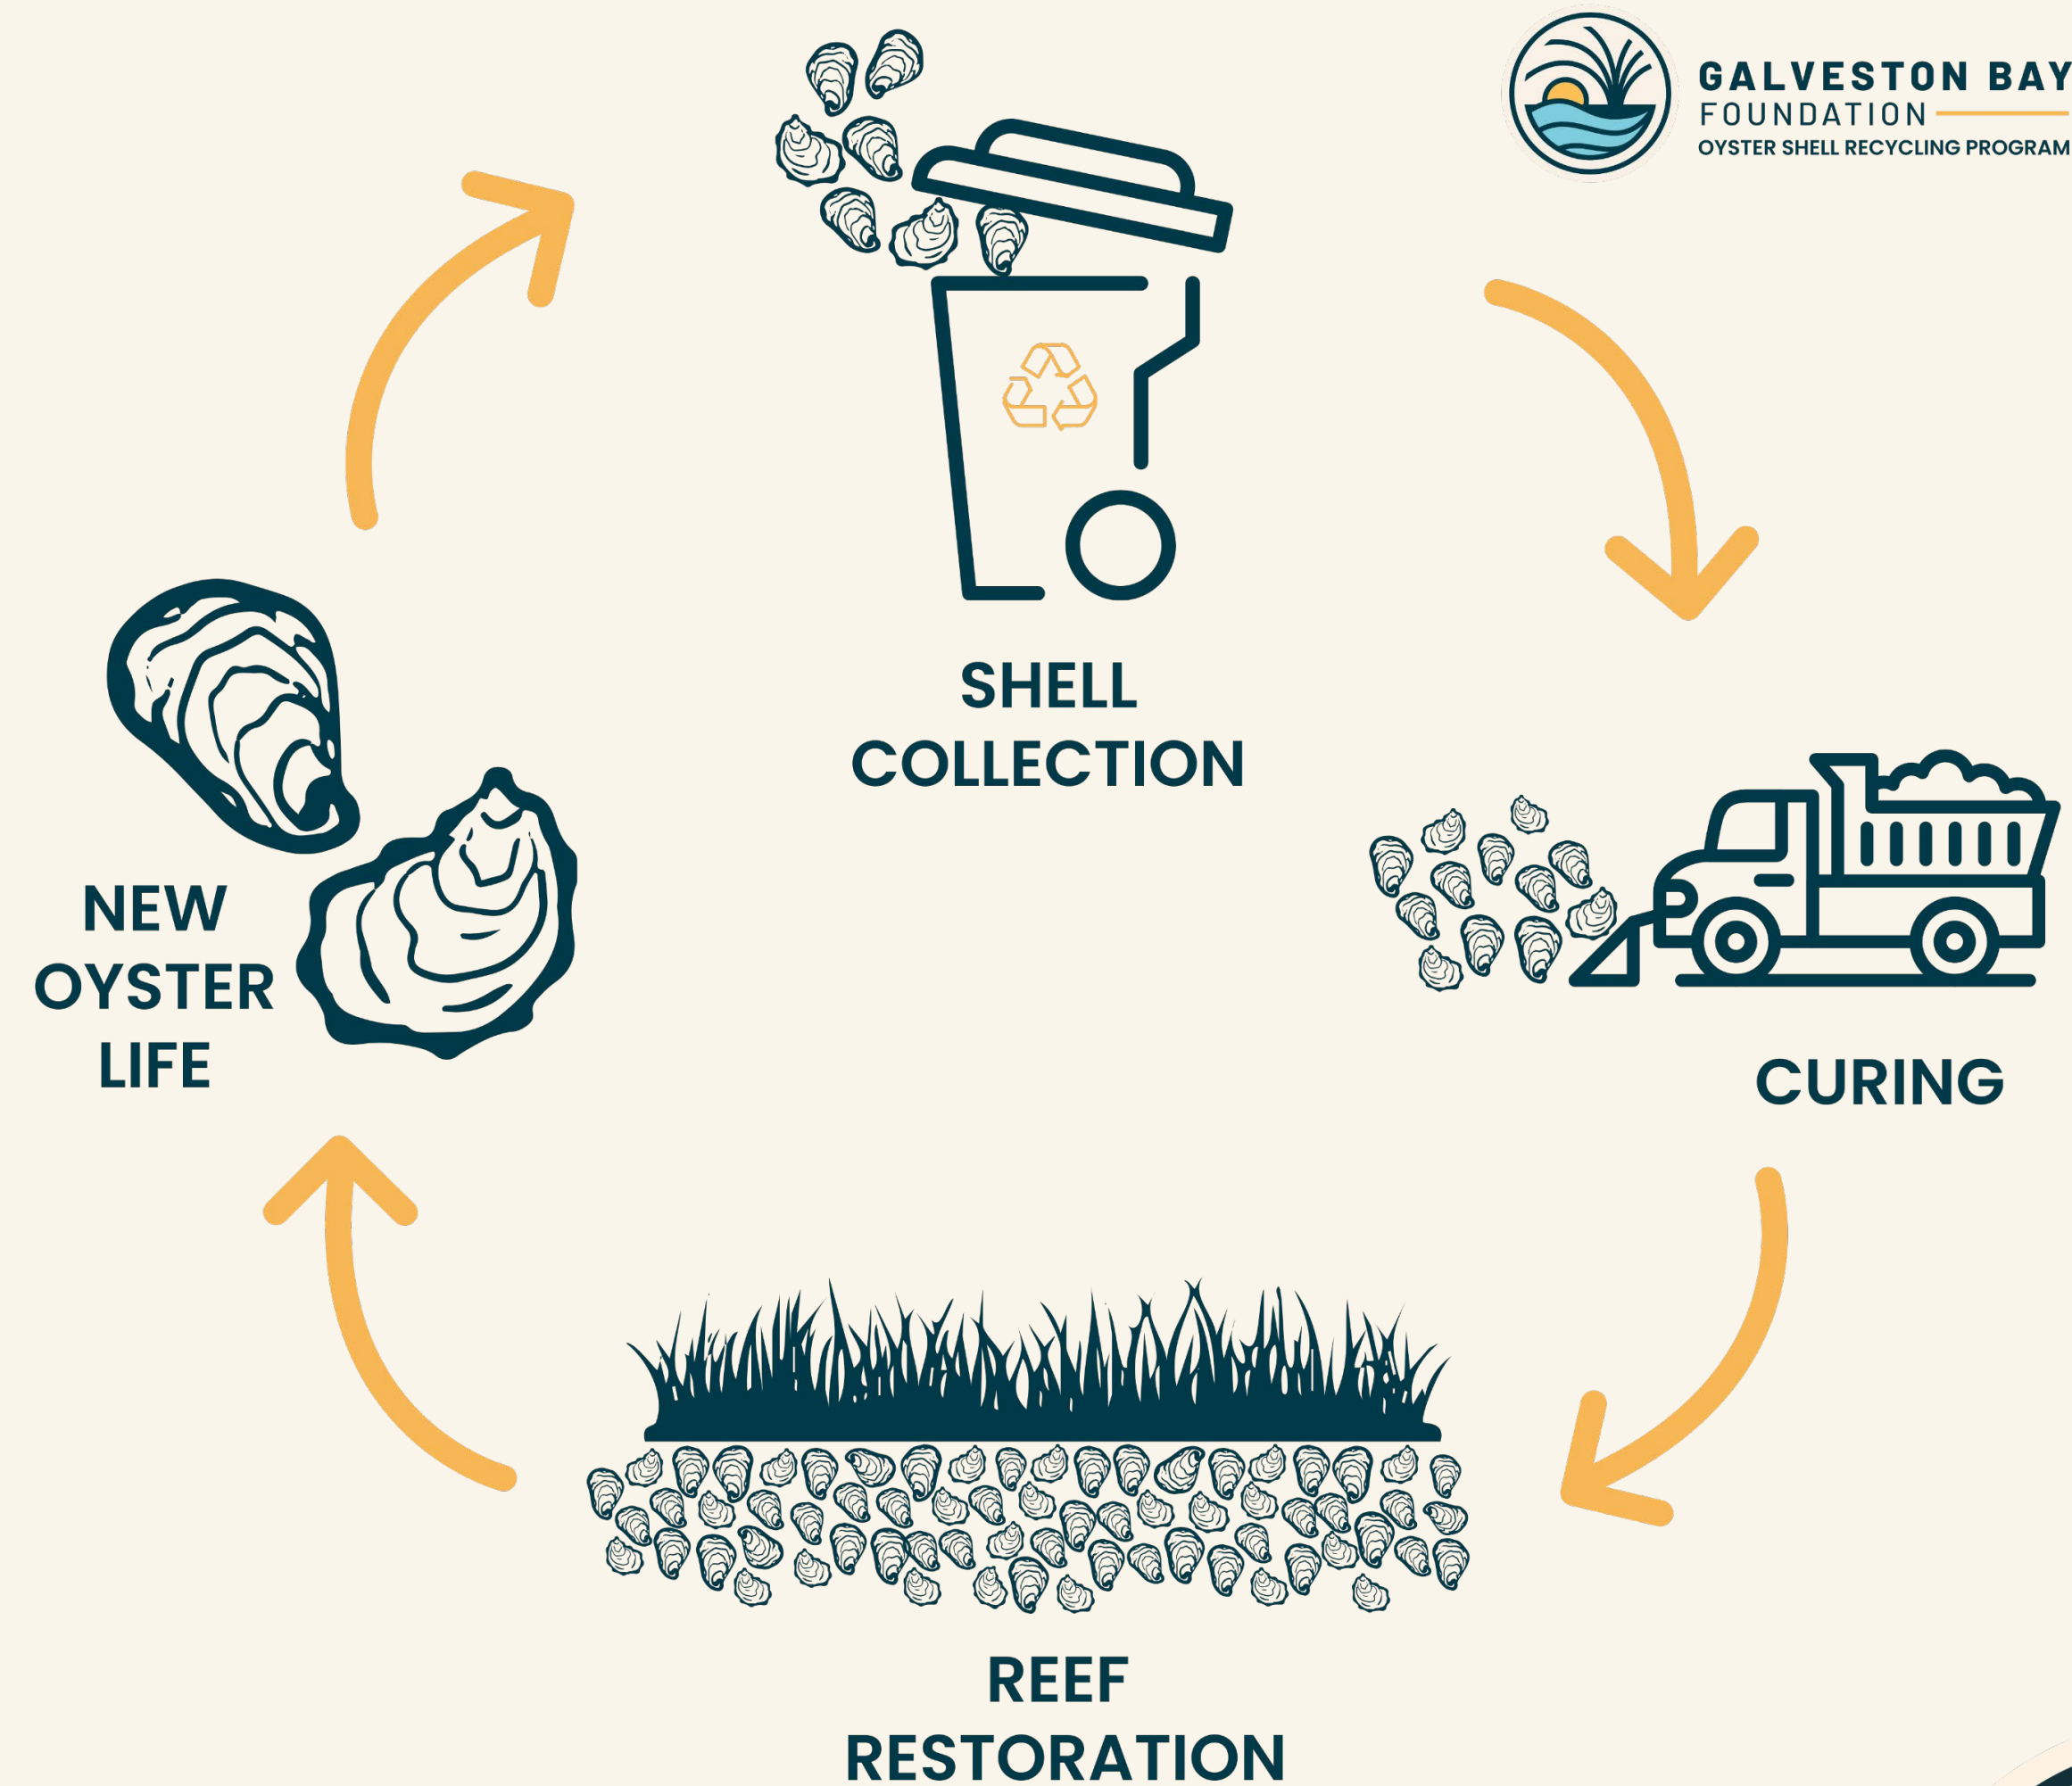 GALVESTON BAY
FOUNDATION
OYSTER SHELL RECYCLING PROGRAM
SHELL
COLLECTION
CURING
REEF
RESTORATION
NEW
OYSTER
LIFE